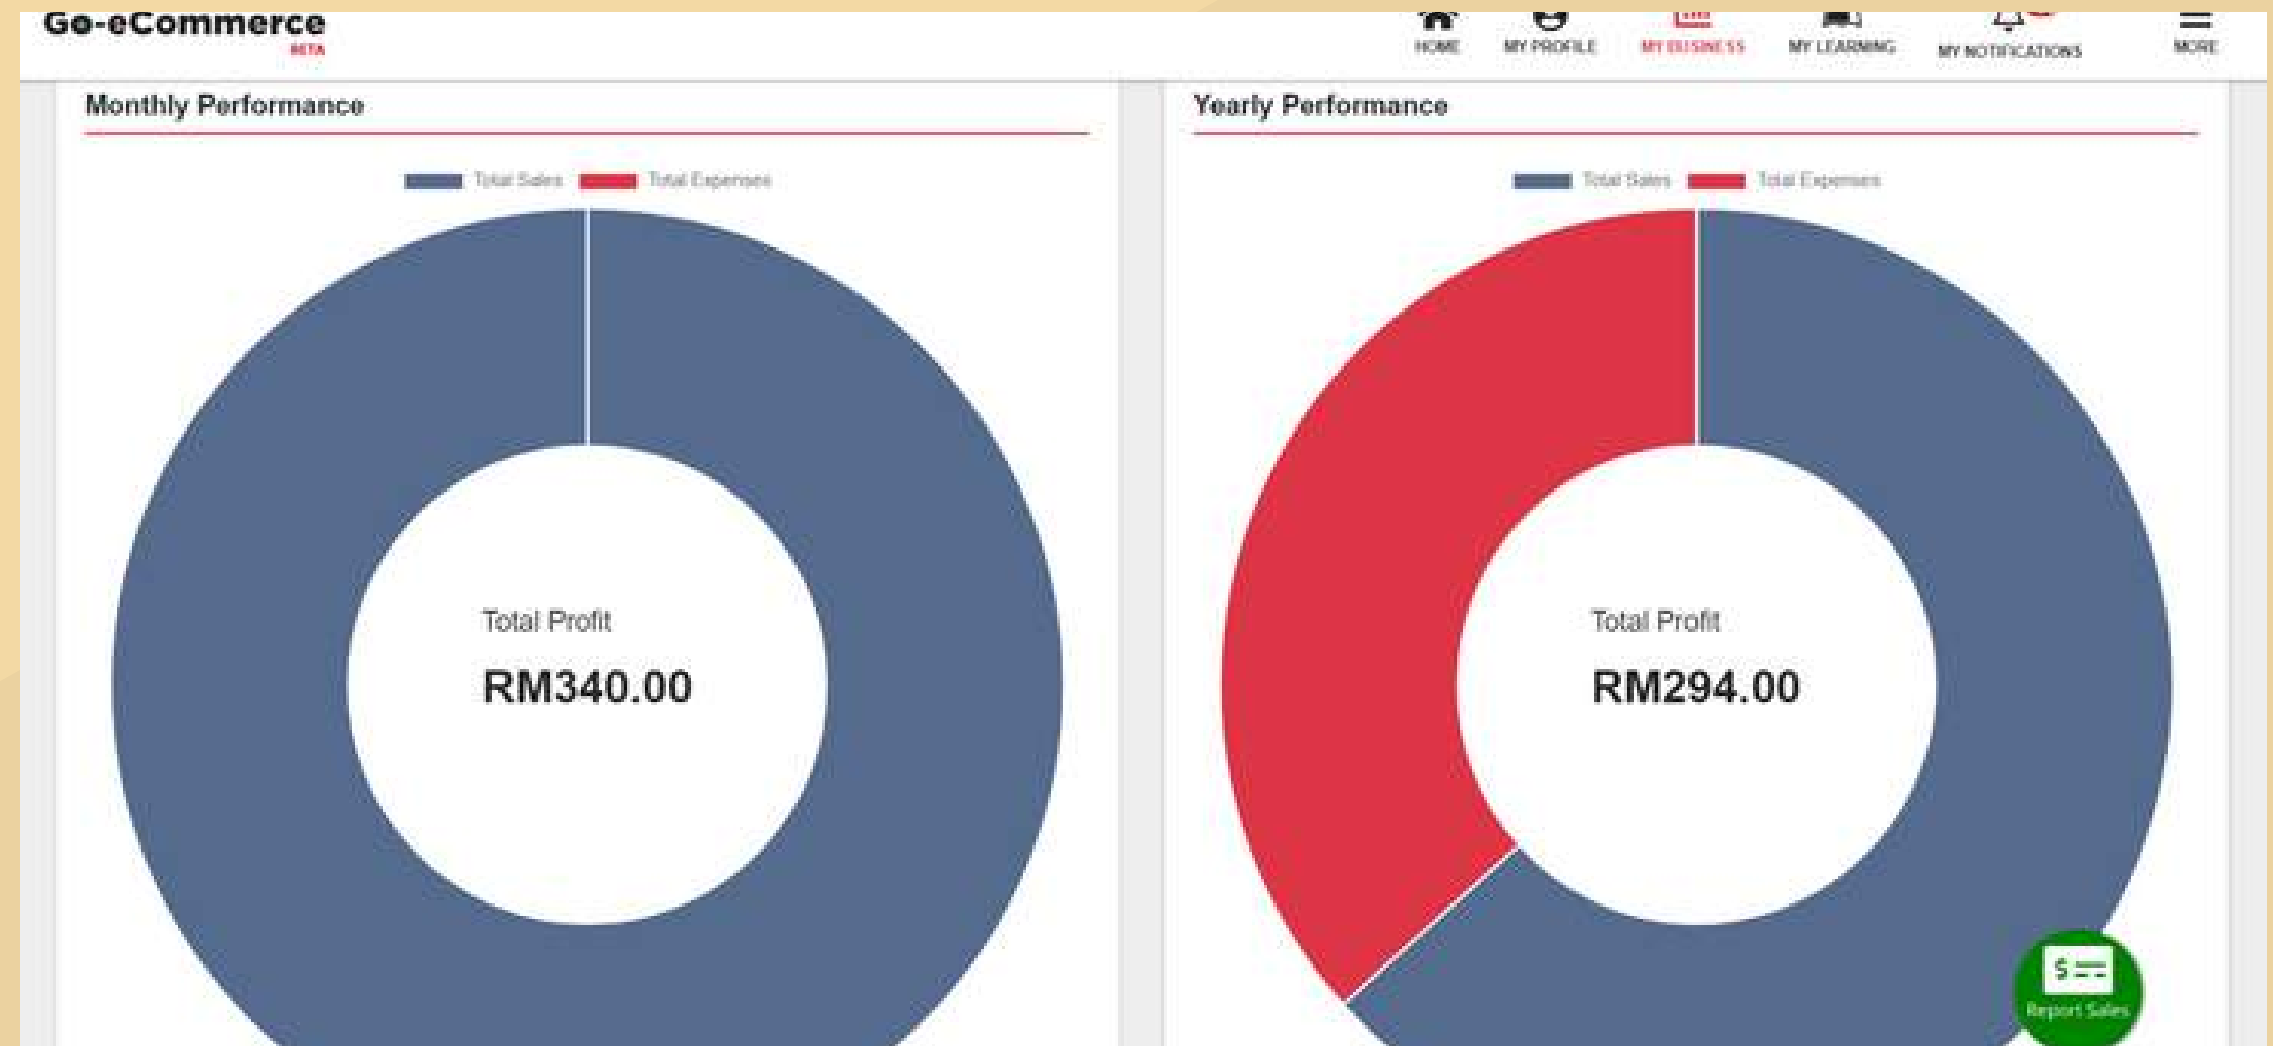 Go-eCommerce
BETA
HOME
MY PROFILE
MY BUSINESS
MY LEARNING
MY NOTIFICATIONS
MORE
Monthly Performance
Total Sales
Total Expenses
Total Profit
RM340.00
Yearly Performance
Total Sales
Total Expenses
Total Profit
RM294.00
$
Report Sales